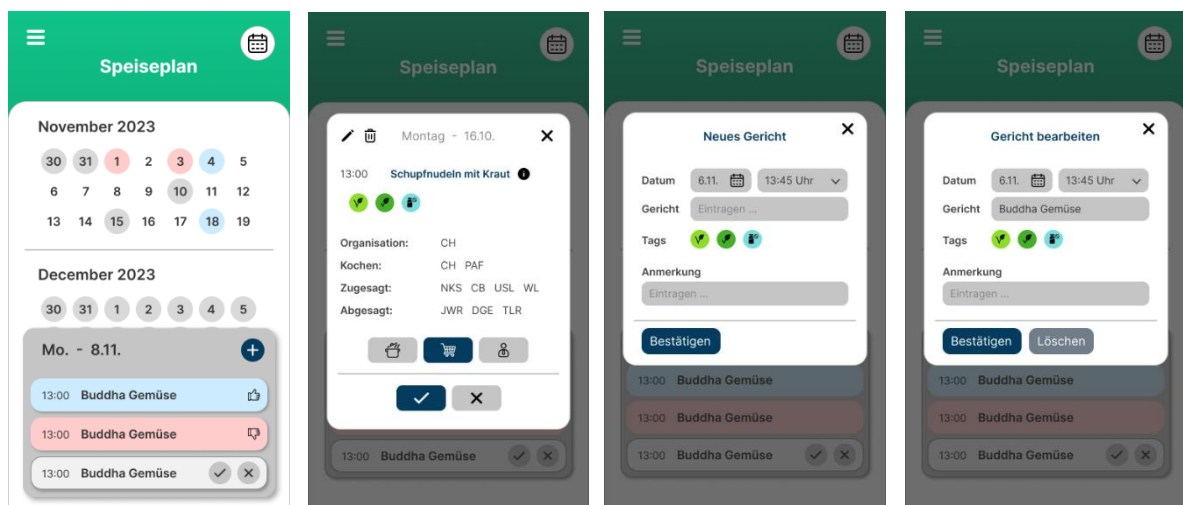 Speiseplan
November 2023
30 31 1 2 3 4 5
6 7 8 9 10 11 12
13 14 15 16 17 18 19
December 2023
30 31 1 2 3 4 5
Mo. - 8.11.
13:00 Buddha Gemüse
13:00 Buddha Gemüse
13:00 Buddha Gemüse
Speiseplan
Montag - 16.10.
13:00 Schupfnudeln mit Kraut
Organisation: CH
Kochen: CH PAF
Zugesagt: NKS CB USL WL
Abgesagt: JWR DGE TLR
13:00 Buddha Gemüse
Speiseplan
Neues Gericht
Datum 6.11. 13:45 Uhr
Gericht Eintragen ...
Tags
Anmerkung
Eintragen ...
Bestätigen
13:00 Buddha Gemüse
13:00 Buddha Gemüse
13:00 Buddha Gemüse
Speiseplan
Gericht bearbeiten
Datum 6.11. 13:45 Uhr
Gericht Buddha Gemüse
Tags
Anmerkung
Eintragen ...
Bestätigen Löschen
13:00 Buddha Gemüse
13:00 Buddha Gemüse
13:00 Buddha Gemüse